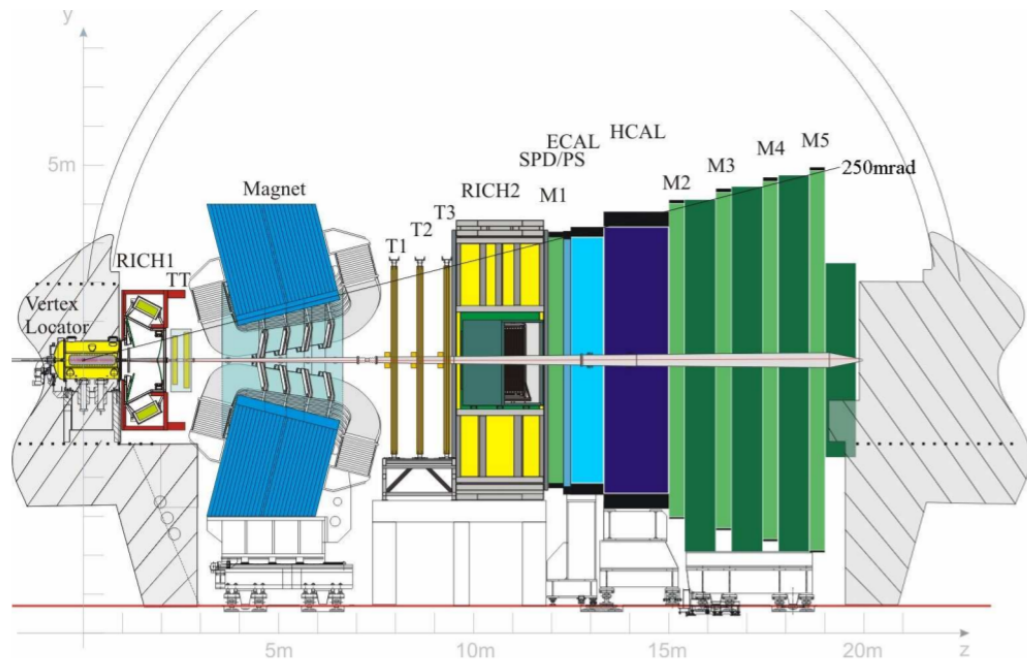 y
5m
Vertex
Locator
RICH1
TT
Magnet
T1
T2
T3
RICH2
M1
SPD/PS
ECAL
HCAL
M2
M3
M4
M5
250mrad
5m
10m
15m
20m
z